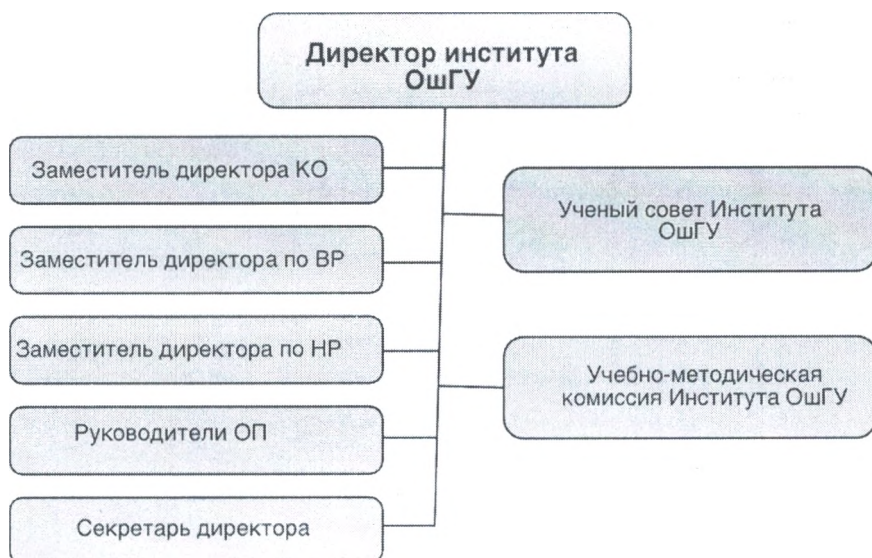 Директор института
ОшГУ
Заместитель директора КО
Ученый совет Института
ОшГУ
Заместитель директора по ВР
Заместитель директора по НР
Учебно-методическая
комиссия Института ОшГУ
Руководители ОП
Секретарь директора